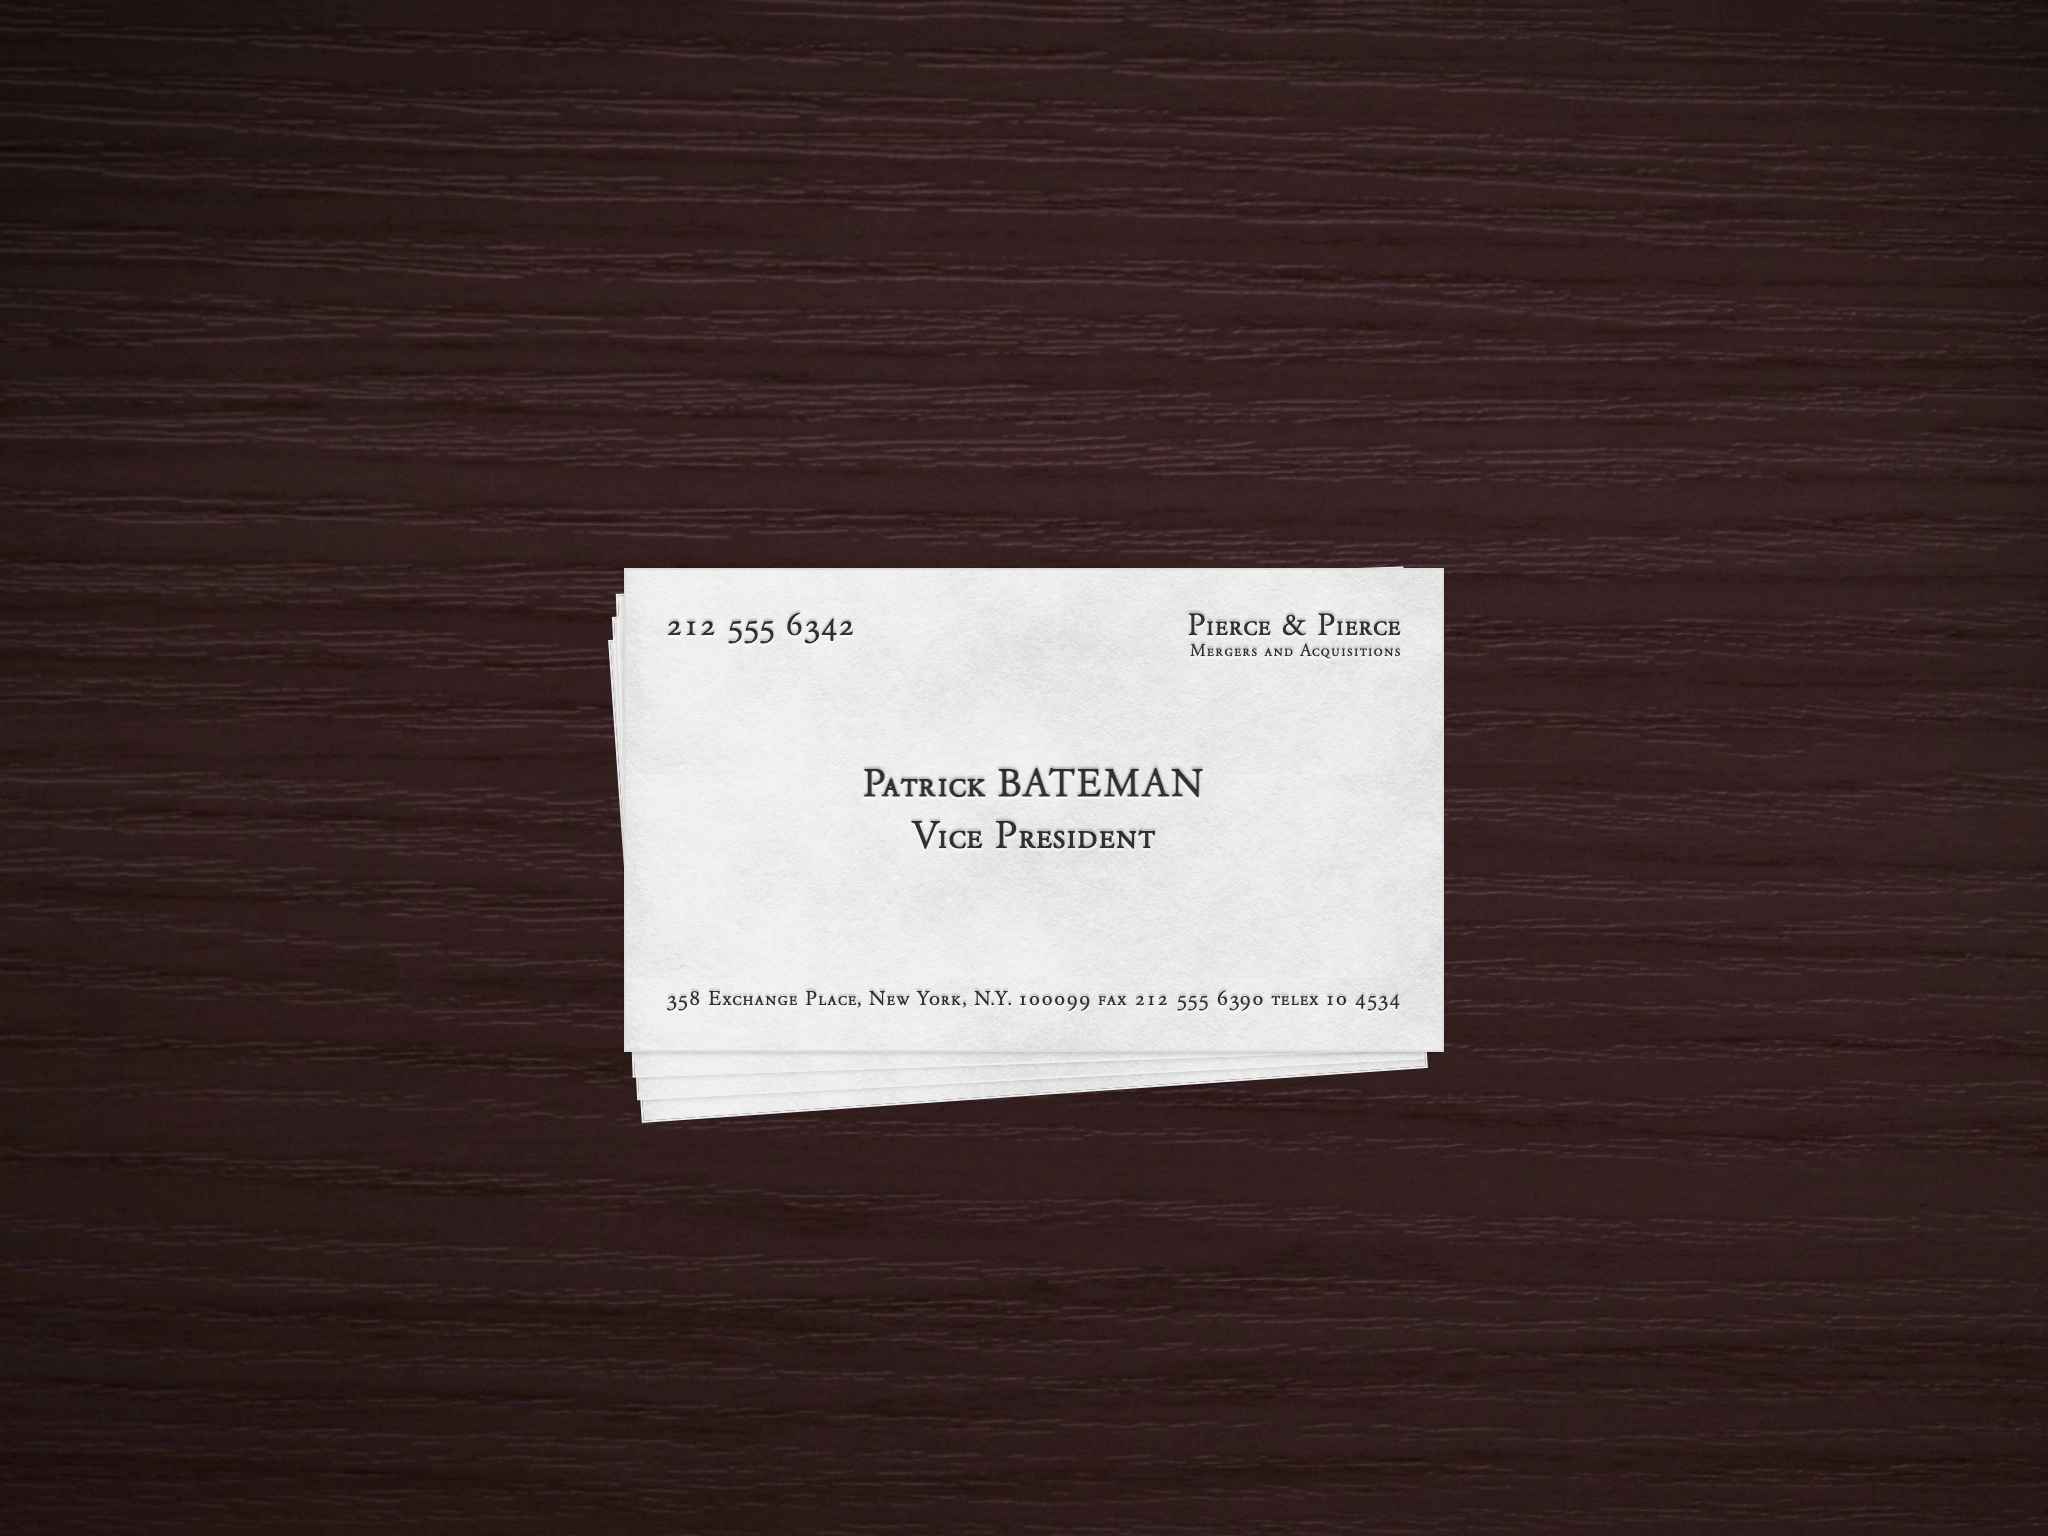 212 555 6342
Pierce & Pierce
Mergers and Acquisitions
Patrick BATEMAN
Vice President
358 Exchange Place, New York, N.Y. 100099 fax 212 555 6390 telex 10 4534